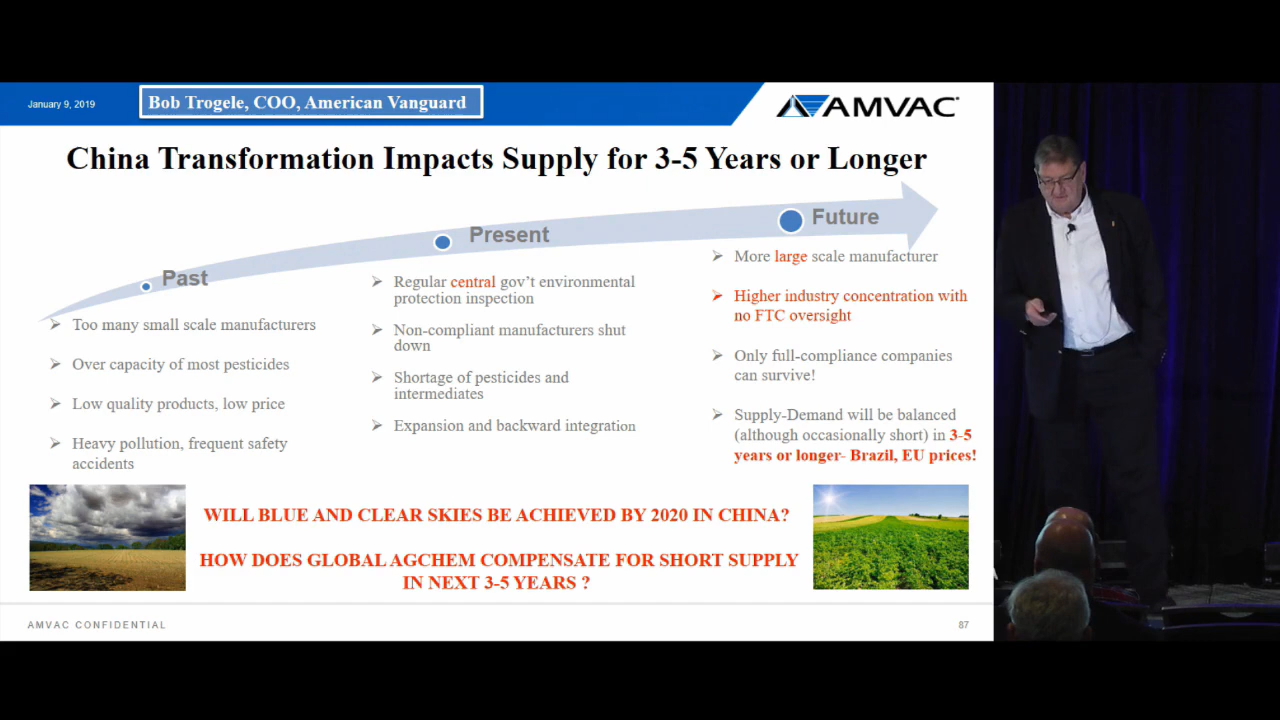 January 9, 2019
Bob Trogele, COO, American Vanguard
AMVAC
China Transformation Impacts Supply for 3-5 Years or Longer
Past
Too many small scale manufacturers
Over capacity of most pesticides
Low quality products, low price
Heavy pollution, frequent safety
accidents
Present
Regular central gov't environmental
protection inspection
Non-compliant manufacturers shut
down
Shortage of pesticides and
intermediates
Expansion and backward integration
Future
More large scale manufacturer
Higher industry concentration with
no FTC oversight
Only full-compliance companies
can survive!
Supply-Demand will be balanced
(although occasionally short) in 3-5
years or longer- Brazil, EU prices!
WILL BLUE AND CLEAR SKIES BE ACHIEVED BY 2020 IN CHINA?
HOW DOES GLOBAL AGCHEM COMPENSATE FOR SHORT SUPPLY
IN NEXT 3-5 YEARS ?
AMVAC CONFIDENTIAL
87